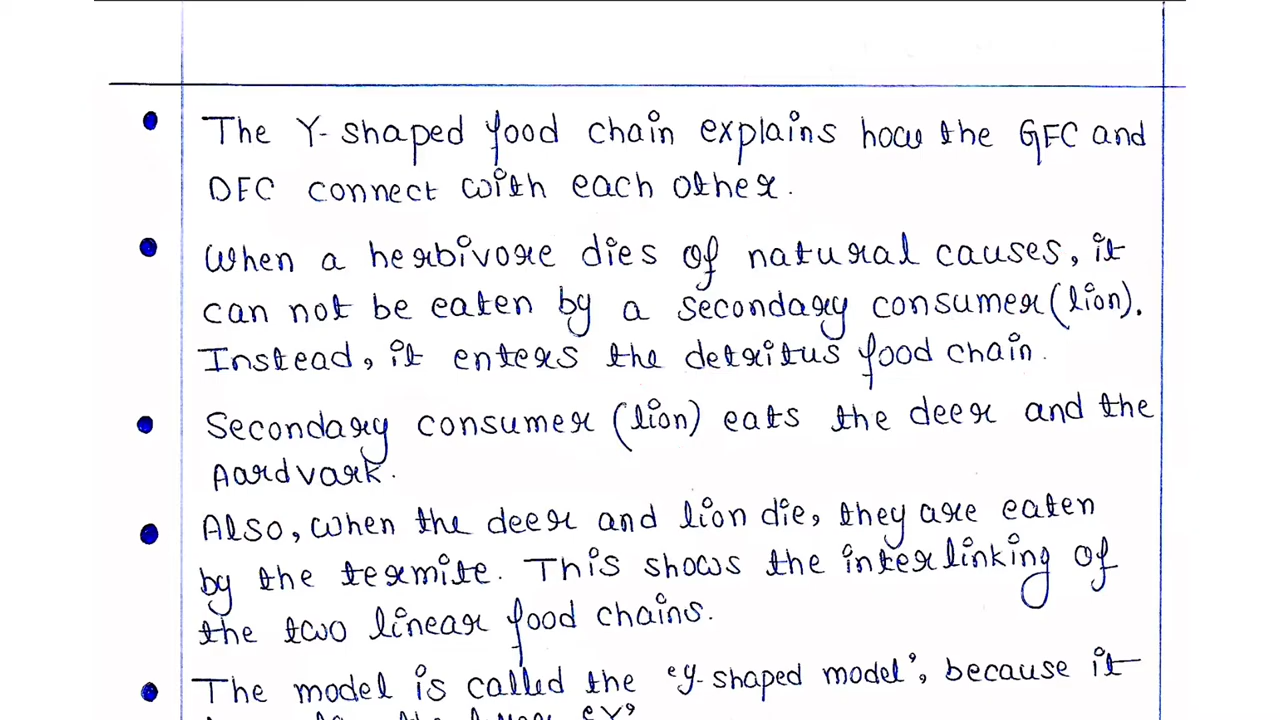 The Y-shaped food chain explains how the GFC and
DFC connect with each other.
When a herbivore dies of natural causes, it
can not be eaten by a secondary consumer (lion).
Instead, it enters the detritus food chain.
Secondary consumer (lion) eats the deer and the
Aardvark.
Also, when the deer and lion die, they are eaten
by the termite. This shows the interlinking of
the two linear food chains.
The model is called the 'y-shaped model', because it